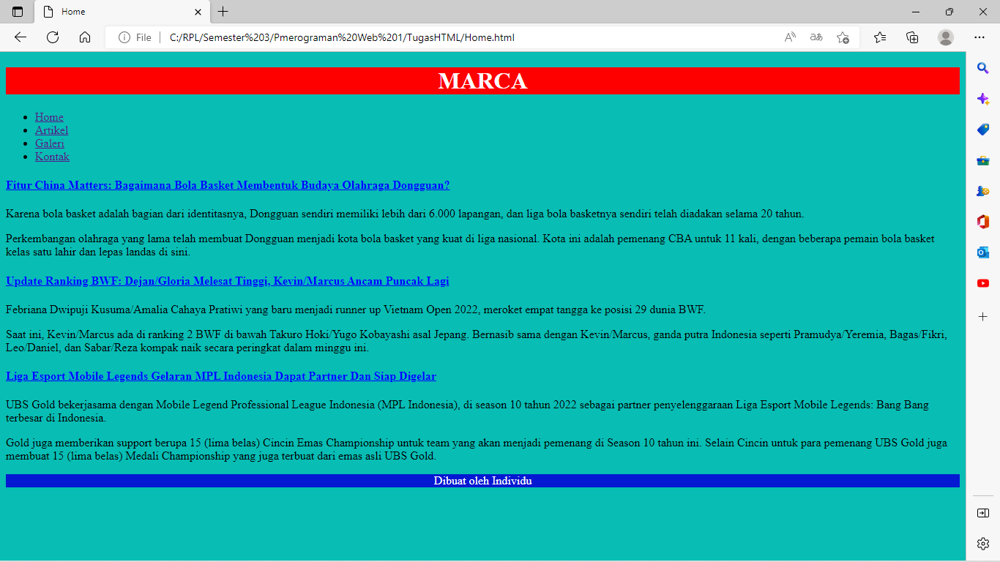 Home
File
C:/RPL/Semester%203/Pmerograman%20Web%201/TugasHTML/Home.html
MARCA
Home
Artikel
Galeri
Kontak
Fitur China Matters: Bagaimana Bola Basket Membentuk Budaya Olahraga Dongguan?
Karena bola basket adalah bagian dari identitasnya, Dongguan sendiri memiliki lebih dari 6.000 lapangan, dan liga bola basketnya sendiri telah diadakan selama 20 tahun.
Perkembangan olahraga yang lama telah membuat Dongguan menjadi kota bola basket yang kuat di liga nasional. Kota ini adalah pemenang CBA untuk 11 kali, dengan beberapa pemain bola basket
kelas satu lahir dan lepas landas di sini.
Update Ranking BWF: Dejan/Gloria Melesat Tinggi, Kevin/Marcus Ancam Puncak Lagi
Febriana Dwipuji Kusuma/Amalia Cahaya Pratiwi yang baru menjadi runner up Vietnam Open 2022, meroket empat tangga ke posisi 29 dunia BWF.
Saat ini, Kevin/Marcus ada di ranking 2 BWF di bawah Takuro Hoki/Yugo Kobayashi asal Jepang. Bernasib sama dengan Kevin/Marcus, ganda putra Indonesia seperti Pramudya/Yeremia, Bagas/Fikri,
Leo/Daniel, dan Sabar/Reza kompak naik secara peringkat dalam minggu ini.
Liga Esport Mobile Legends Gelaran MPL Indonesia Dapat Partner Dan Siap Digelar
UBS Gold bekerjasama dengan Mobile Legend Professional League Indonesia (MPL Indonesia), di season 10 tahun 2022 sebagai partner penyelenggaraan Liga Esport Mobile Legends: Bang Bang
terbesar di Indonesia.
Gold juga memberikan support berupa 15 (lima belas) Cincin Emas Championship untuk team yang akan menjadi pemenang di Season 10 tahun ini. Selain Cincin untuk para pemenang UBS Gold juga
membuat 15 (lima belas) Medali Championship yang juga terbuat dari emas asli UBS Gold.
Dibuat oleh Individu